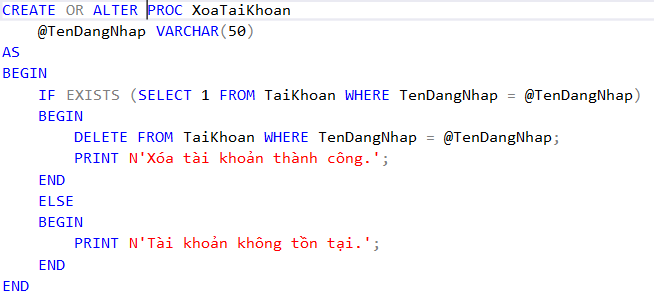 CREATE OR ALTER PROC XoaTaiKhoan
    @TenDangNhap VARCHAR(50)
AS
BEGIN
    IF EXISTS (SELECT 1 FROM TaiKhoan WHERE TenDangNhap = @TenDangNhap)
    BEGIN
        DELETE FROM TaiKhoan WHERE TenDangNhap = @TenDangNhap;
        PRINT N'Xóa tài khoản thành công.';
    END
    ELSE
    BEGIN
        PRINT N'Tài khoản không tồn tại.';
    END
END